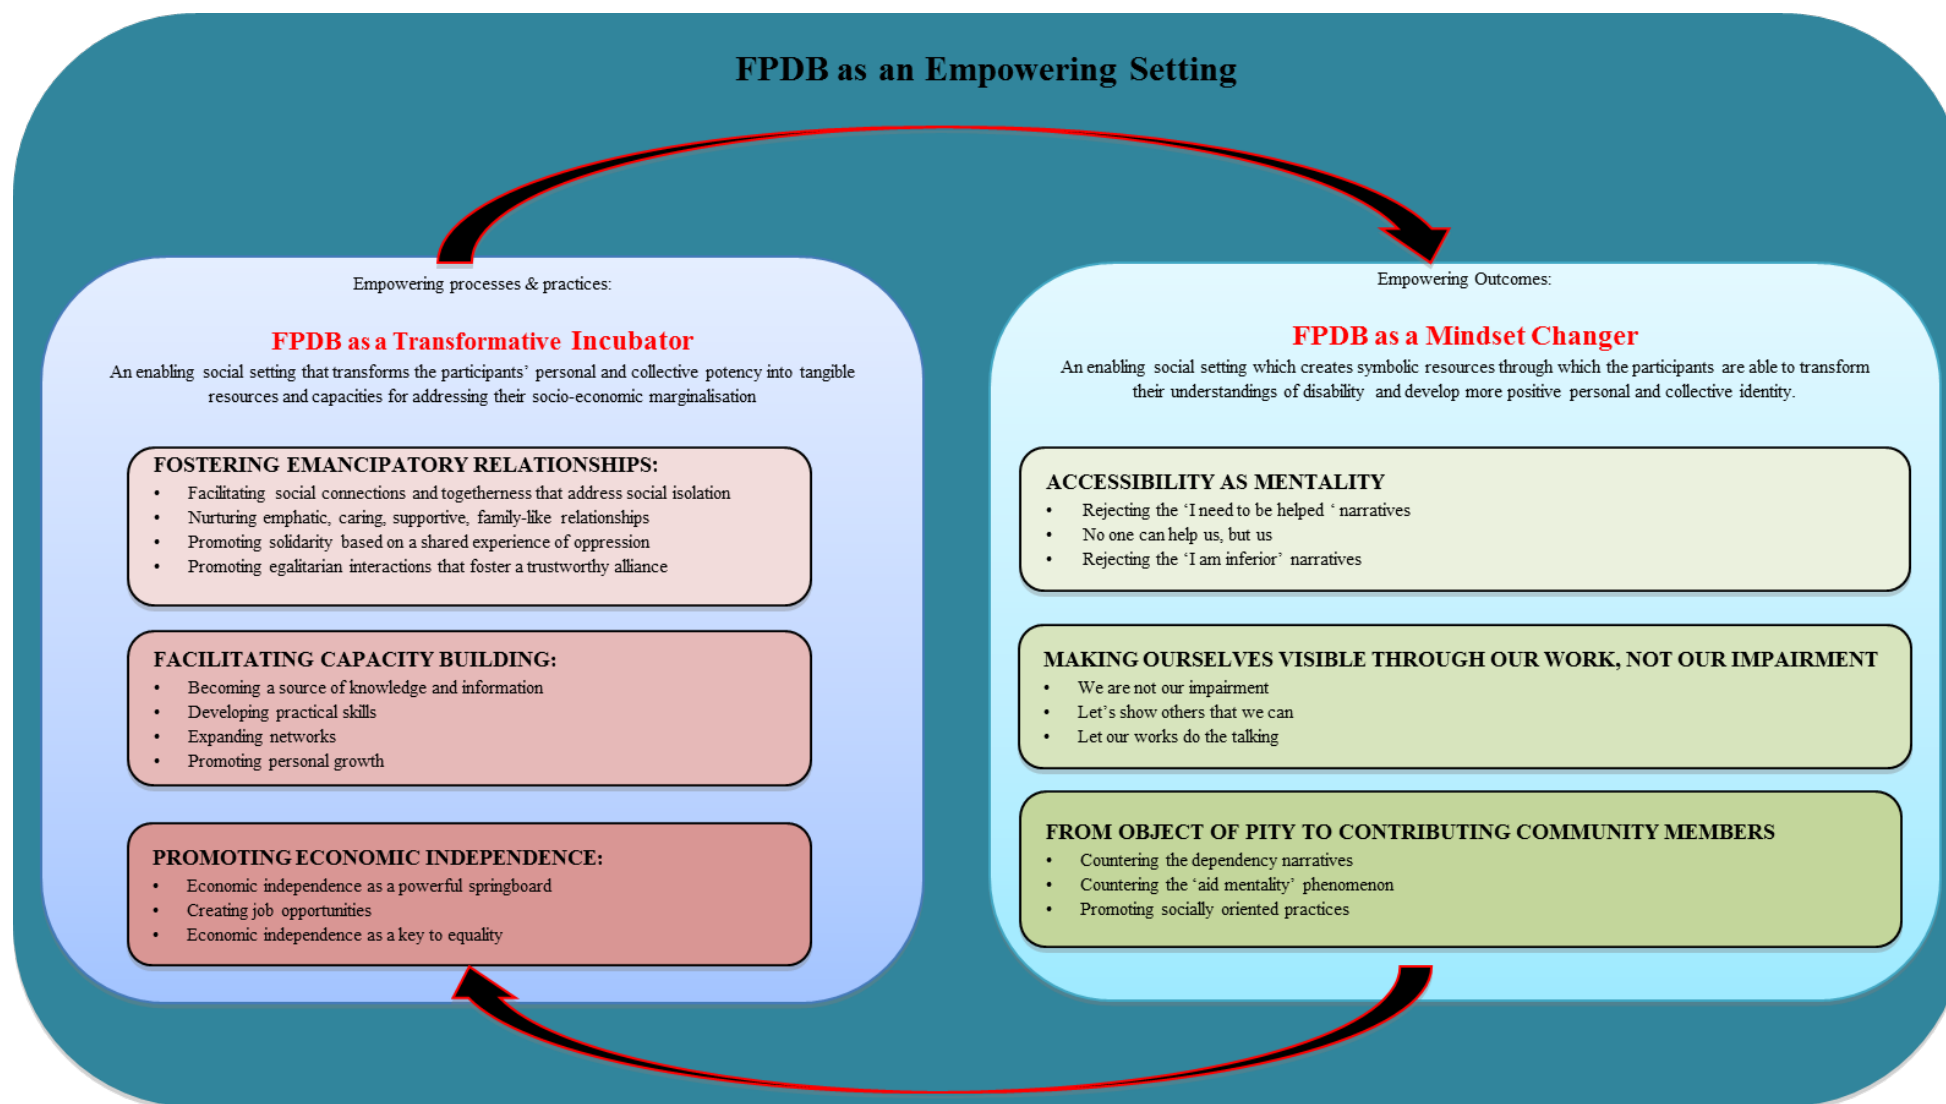 FPDB as an Empowering Setting
Empowering processes & practices:
FPDB as a Transformative Incubator
An enabling social setting that transforms the participants’ personal and collective potency into tangible
resources and capacities for addressing their socio-economic marginalisation
FOSTERING EMANCIPATORY RELATIONSHIPS:
• Facilitating social connections and togetherness that address social isolation
• Nurturing emphatic, caring, supportive, family-like relationships
• Promoting solidarity based on a shared experience of oppression
• Promoting egalitarian interactions that foster a trustworthy alliance
FACILITATING CAPACITY BUILDING:
• Becoming a source of knowledge and information
• Developing practical skills
• Expanding networks
• Promoting personal growth
PROMOTING ECONOMIC INDEPENDENCE:
• Economic independence as a powerful springboard
• Creating job opportunities
• Economic independence as a key to equality
Empowering Outcomes:
FPDB as a Mindset Changer
An enabling social setting which creates symbolic resources through which the participants are able to transform
their understandings of disability and develop more positive personal and collective identity.
ACCESSIBILITY AS MENTALITY
• Rejecting the ‘I need to be helped ‘ narratives
• No one can help us, but us
• Rejecting the ‘I am inferior’ narratives
MAKING OURSELVES VISIBLE THROUGH OUR WORK, NOT OUR IMPAIRMENT
• We are not our impairment
• Let’s show others that we can
• Let our works do the talking
FROM OBJECT OF PITY TO CONTRIBUTING COMMUNITY MEMBERS
• Countering the dependency narratives
• Countering the ‘aid mentality’ phenomenon
• Promoting socially oriented practices